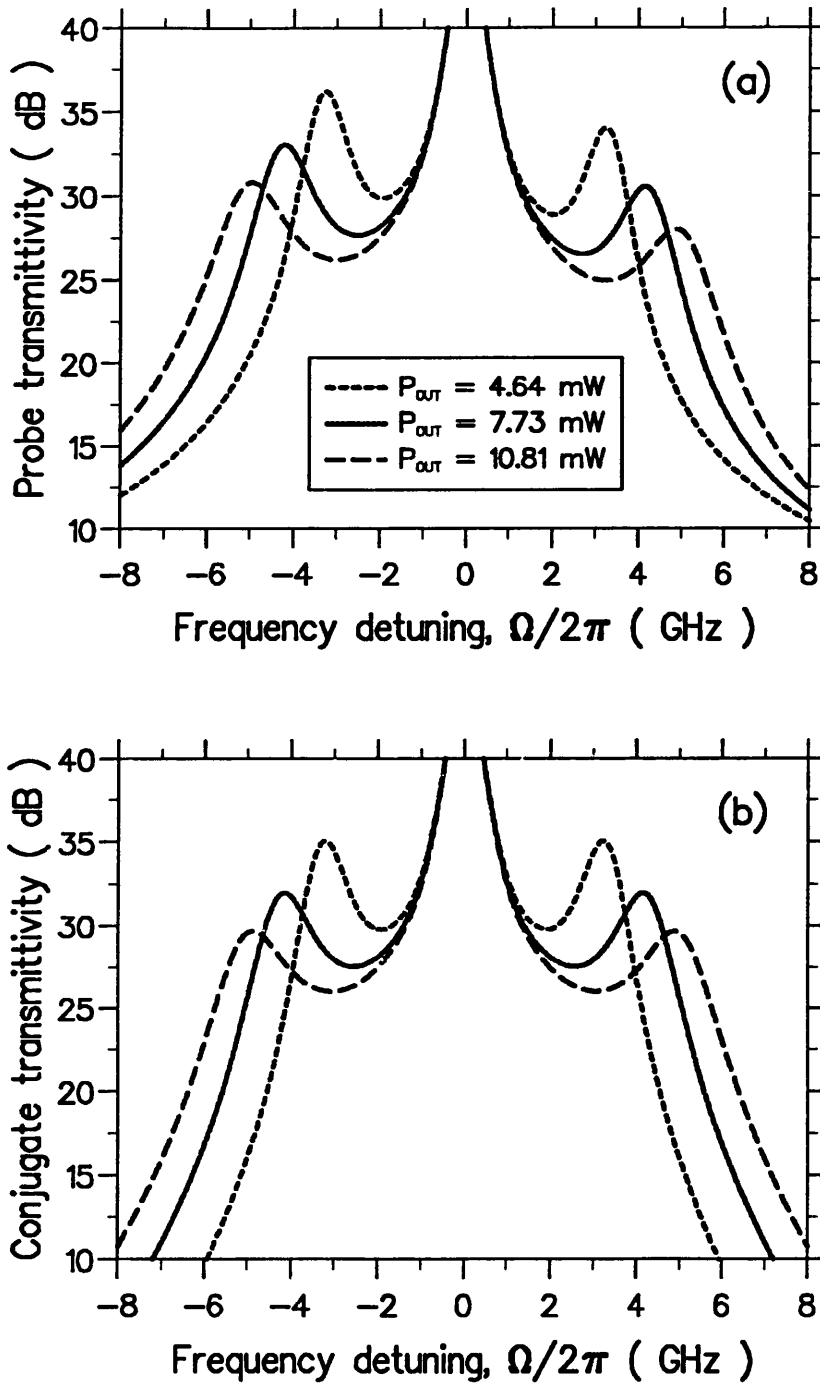 (a)
Probe transmittivity ( dB )
40
35
30
25
20
15
10
P_OUT = 4.64 mW
P_OUT = 7.73 mW
P_OUT = 10.81 mW
−8 −6 −4 −2 0 2 4 6 8
Frequency detuning, Ω/2π ( GHz )
(b)
Conjugate transmittivity ( dB )
40
35
30
25
20
15
10
−8 −6 −4 −2 0 2 4 6 8
Frequency detuning, Ω/2π ( GHz )